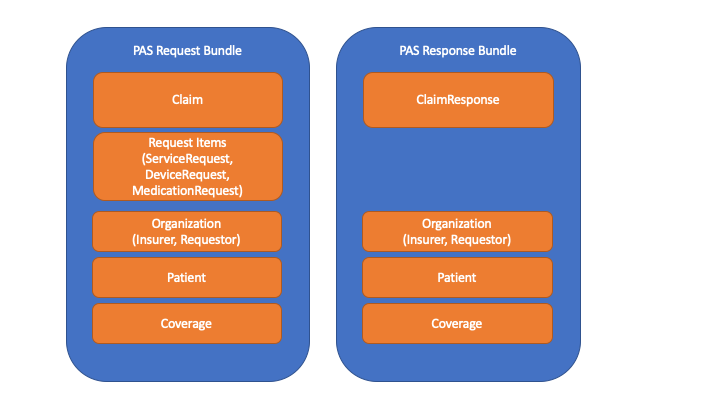 PAS Request Bundle
Claim
Request Items
(ServiceRequest,
DeviceRequest,
MedicationRequest)
Organization
(Insurer, Requestor)
Patient
Coverage
PAS Response Bundle
ClaimResponse
Organization
(Insurer, Requestor)
Patient
Coverage